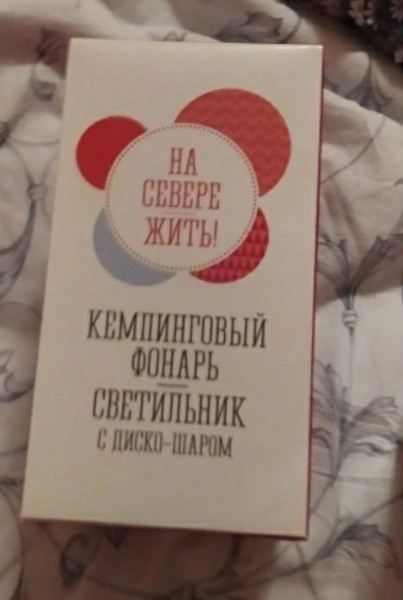 НА
СЕВЕРЕ
ЖИТЬ!
КЕМПИНГОВЫЙ
ФОНАРЬ
СВЕТИЛЬНИК
С ДИСКО-ШАРОМ